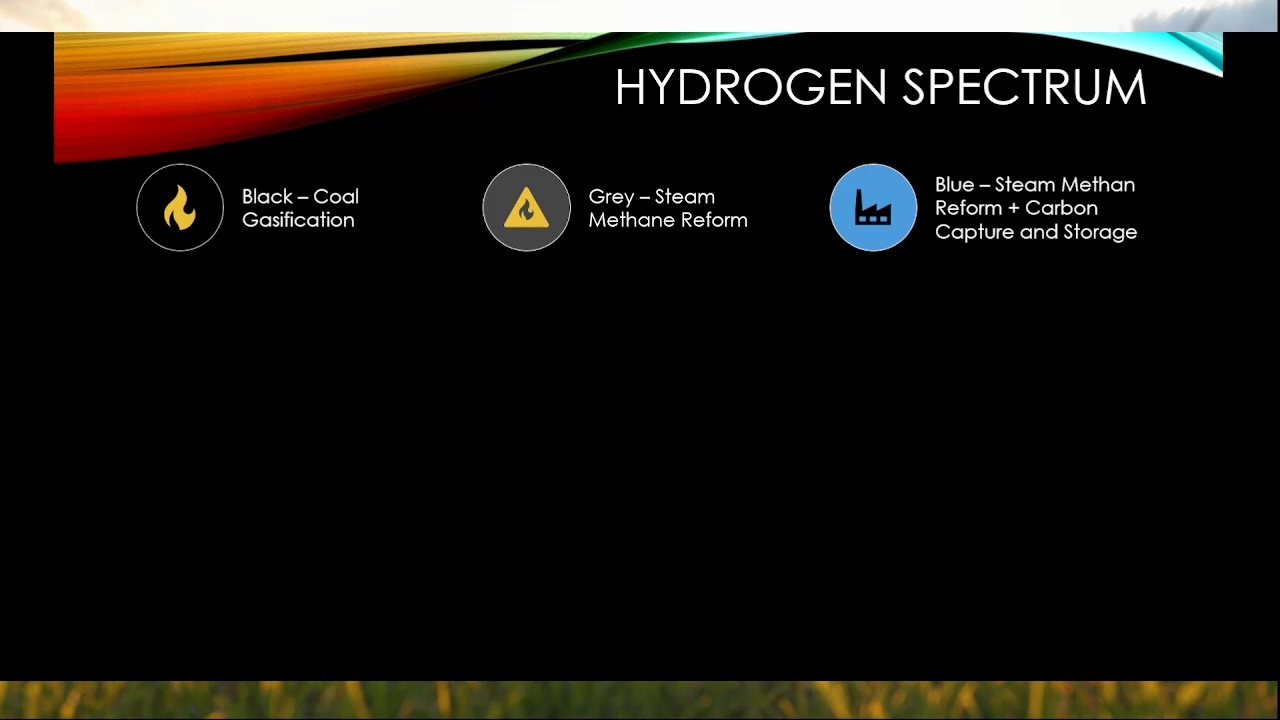 HYDROGEN SPECTRUM
Black – Coal
Gasification
Grey – Steam
Methane Reform
Blue – Steam Methan
Reform + Carbon
Capture and Storage